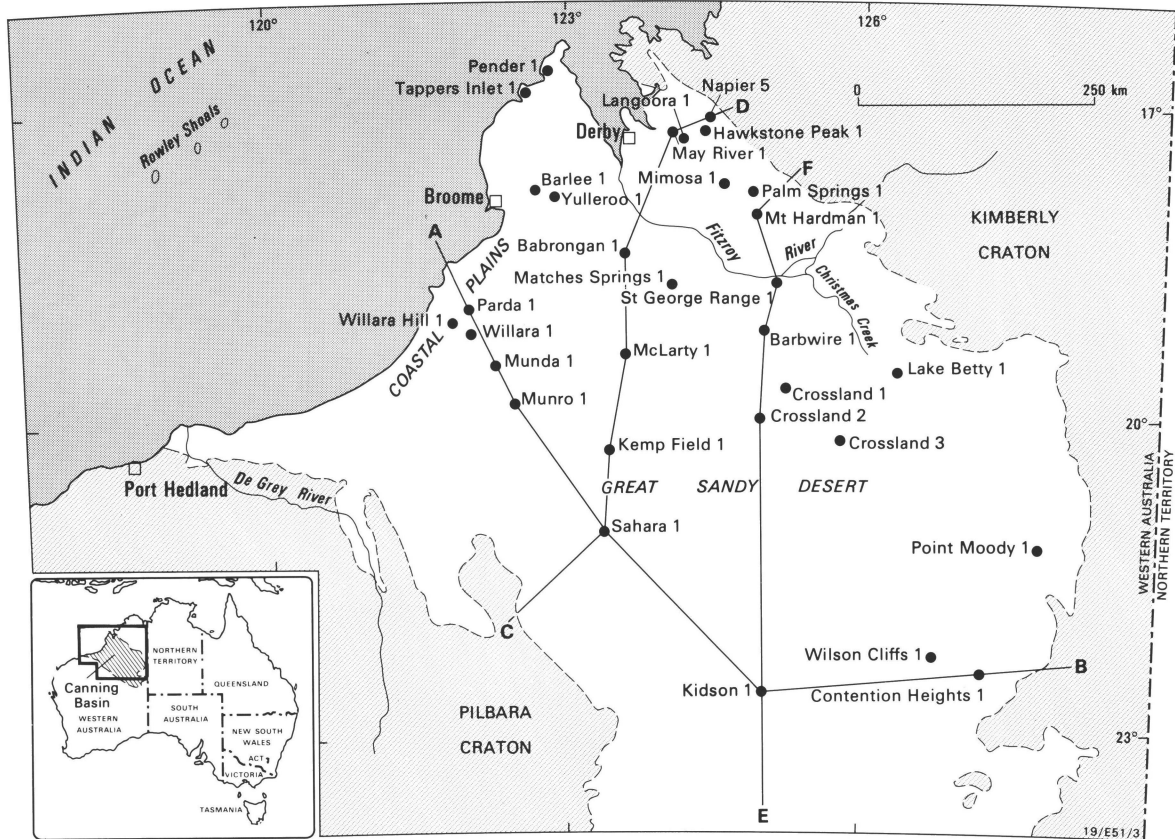 120°
123°
126°
INDIAN OCEAN
Rowley Shoals
Pender 1
Tappers Inlet 1
Langoora 1
Napier 5
D
0
250 km
17°
Derby
Hawkstone Peak 1
May River 1
Mimosa 1
F
Barlee 1
Yulleroo 1
Palm Springs 1
Mt Hardman 1
Broome
KIMBERLY
CRATON
A
Fitzroy
River
Christmas Creek
Babrongan 1
Matches Springs 1
St George Range 1
COASTAL PLAINS
Parda 1
Willara Hill 1
Willara 1
Barbwire 1
Munda 1
McLarty 1
Lake Betty 1
Crossland 1
Munro 1
Crossland 2
20°
Crossland 3
Kemp Field 1
Port Hedland
De Grey River
GREAT SANDY DESERT
Sahara 1
WESTERN AUSTRALIA
NORTHERN TERRITORY
Point Moody 1
C
Wilson Cliffs 1
B
Kidson 1
Contention Heights 1
PILBARA
CRATON
23°
E
NORTHERN
TERRITORY
QUEENSLAND
Canning
Basin
WESTERN
AUSTRALIA
SOUTH
AUSTRALIA
NEW SOUTH
WALES
ACT
VICTORIA
TASMANIA
19/E51/3